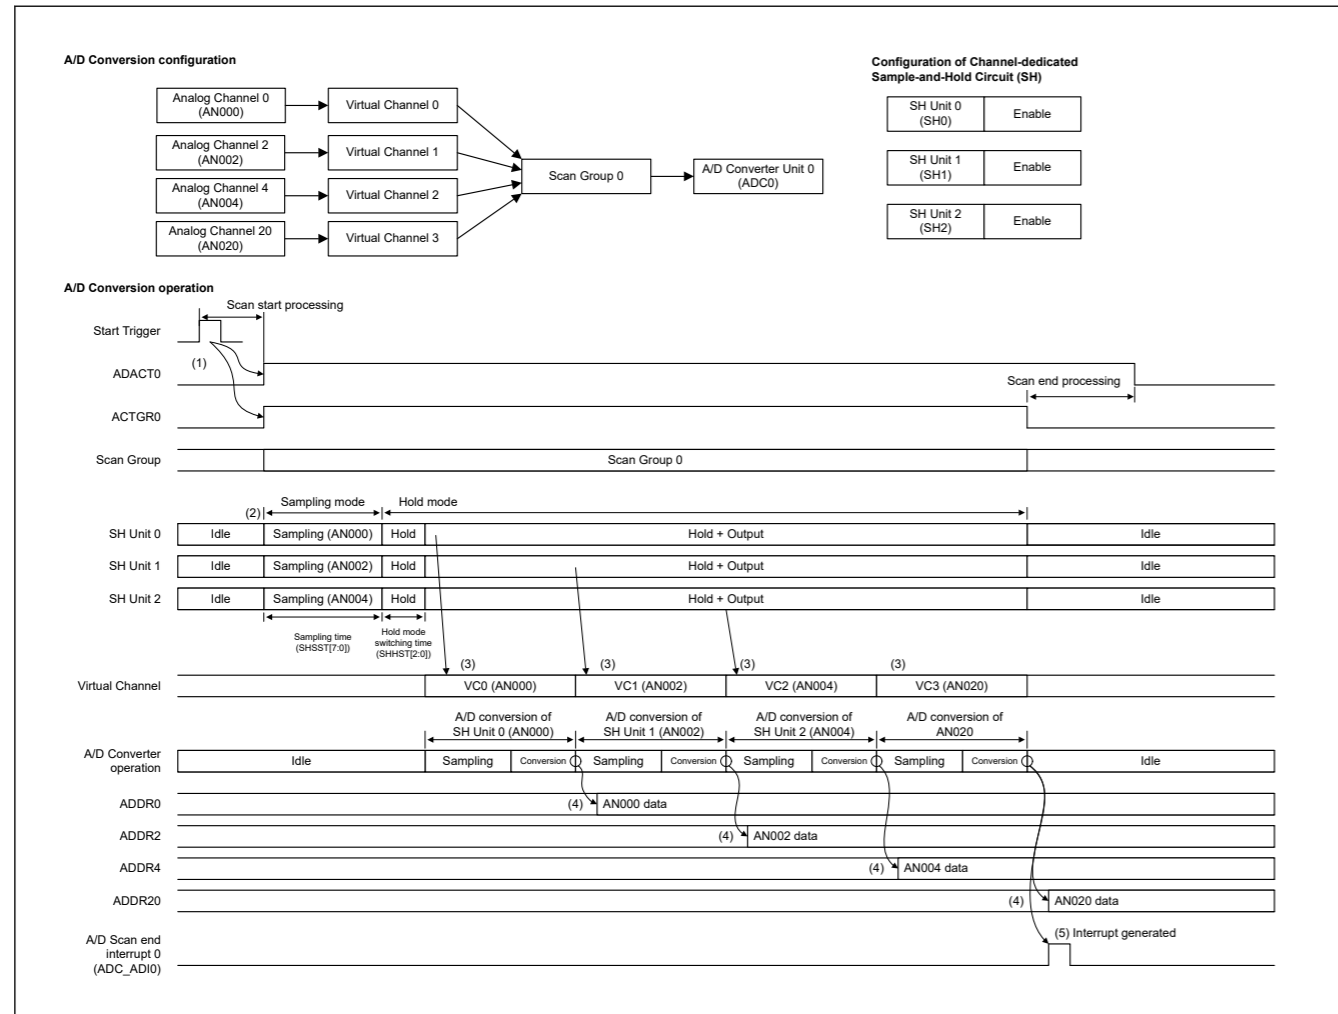 A/D Conversion configuration
Configuration of Channel-dedicated
Sample-and-Hold Circuit (SH)
Analog Channel 0
(AN000)
Virtual Channel 0
Analog Channel 2
(AN002)
Virtual Channel 1
Analog Channel 4
(AN004)
Virtual Channel 2
Analog Channel 20
(AN020)
Virtual Channel 3
Scan Group 0
A/D Converter Unit 0
(ADC0)
SH Unit 0
(SH0)
Enable
SH Unit 1
(SH1)
Enable
SH Unit 2
(SH2)
Enable
A/D Conversion operation
Scan start processing
Start Trigger
(1)
ADACT0
Scan end processing
ACTGR0
Scan Group
Scan Group 0
(2)
Sampling mode
Hold mode
SH Unit 0
Idle
Sampling (AN000)
Hold
Hold + Output
Idle
SH Unit 1
Idle
Sampling (AN002)
Hold
Hold + Output
Idle
SH Unit 2
Idle
Sampling (AN004)
Hold
Hold + Output
Idle
Sampling time
(SHSST[7:0])
Hold mode
switching time
(SHHST[2:0])
(3)
(3)
(3)
(3)
Virtual Channel
VC0 (AN000)
VC1 (AN002)
VC2 (AN004)
VC3 (AN020)
A/D conversion of
SH Unit 0 (AN000)
A/D conversion of
SH Unit 1 (AN002)
A/D conversion of
SH Unit 2 (AN004)
A/D conversion of
AN020
A/D Converter
operation
Idle
Sampling
Conversion
Sampling
Conversion
Sampling
Conversion
Sampling
Conversion
Idle
ADDR0
(4)
AN000 data
ADDR2
(4)
AN002 data
ADDR4
(4)
AN004 data
ADDR20
(4)
AN020 data
A/D Scan end
interrupt 0
(ADC_ADI0)
(5) Interrupt generated